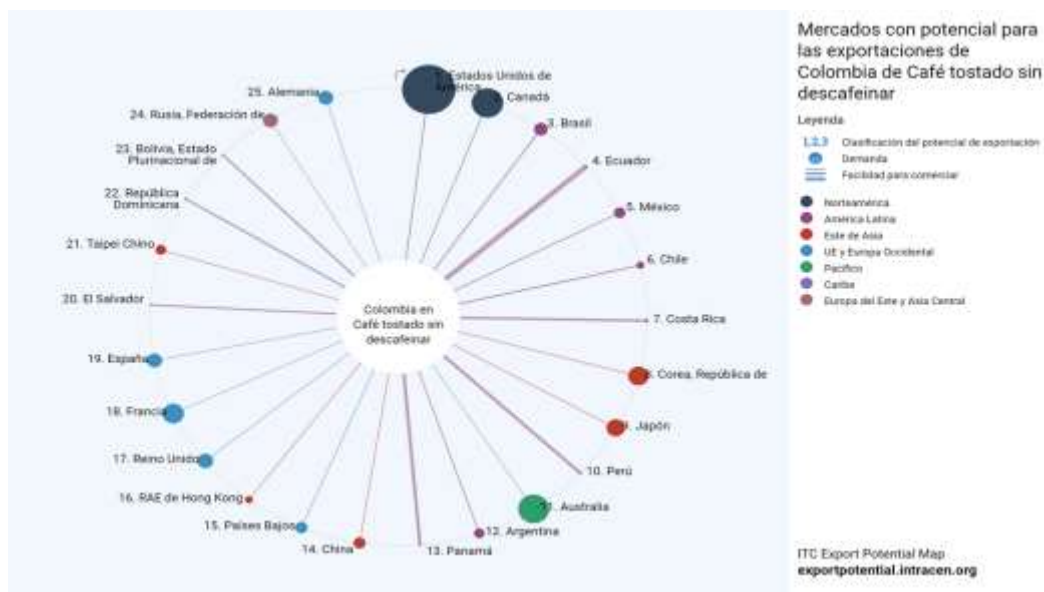 1. Estados Unidos de
América
2. Canadá
3. Brasil
4. Ecuador
5. México
6. Chile
7. Costa Rica
8. Corea, República de
9. Japón
10. Perú
11. Australia
12. Argentina
13. Panamá
14. China
15. Países Bajos
16. RAE de Hong Kong
17. Reino Unido
18. Francia
19. España
20. El Salvador
21. Taipei Chino
22. República
Dominicana
23. Bolivia, Estado
Plurinacional de
24. Rusia, Federación de
25. Alemania
Colombia en
Café tostado sin
descafeinar
Mercados con potencial para
las exportaciones de
Colombia de Café tostado sin
descafeinar
Leyenda
1,2,3 Clasificación del potencial de exportación
Demanda
Facilidad para comerciar
Norteamérica
América Latina
Este de Asia
UE y Europa Occidental
Pacífico
Caribe
Europa del Este y Asia Central
ITC Export Potential Map
exportpotential.intracen.org